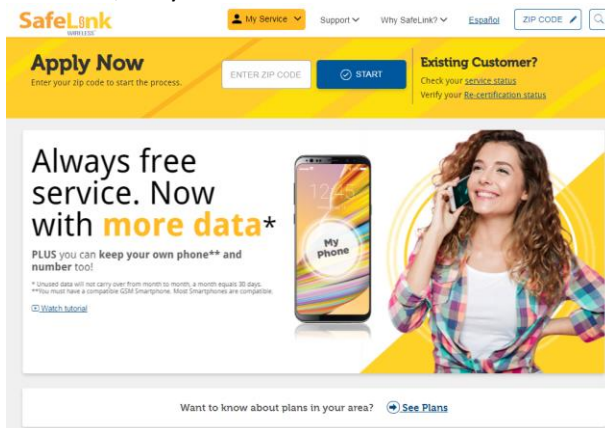 SafeLink
WIRELESS
My Service
Support
Why SafeLink?
Español
ZIP CODE
Apply Now
Enter your zip code to start the process.
ENTER ZIP CODE
START
Existing Customer?
Check your service status
Verify your Re-certification status
Always free
service. Now
with more data*
PLUS you can keep your own phone** and
number too!
* Unused data will not carry over from month to month, a month equals 30 days.
**You must have a compatible GSM Smartphone. Most Smartphones are compatible.
Watch tutorial
12:45
My
Phone
Want to know about plans in your area?
See Plans